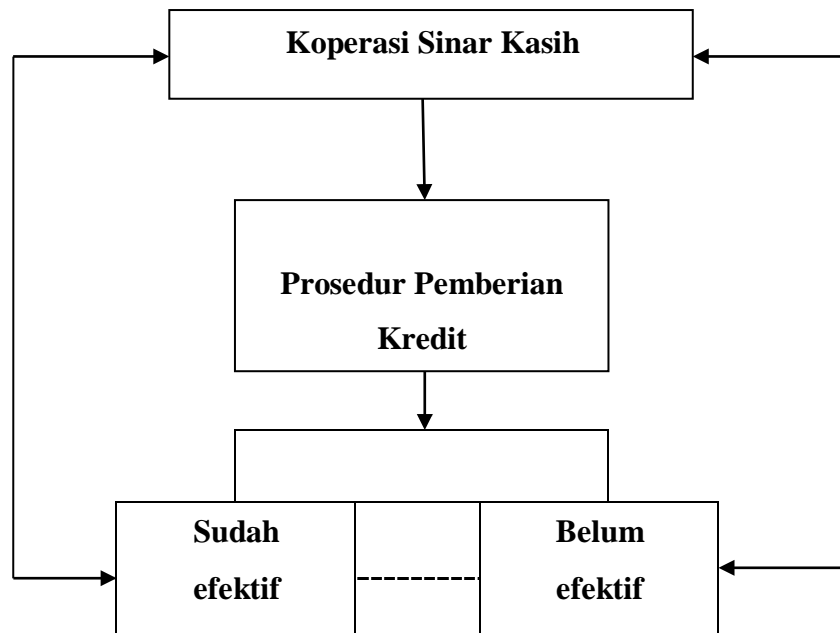 Koperasi Sinar Kasih
Prosedur Pemberian
Kredit
Sudah
efektif
Belum
efektif